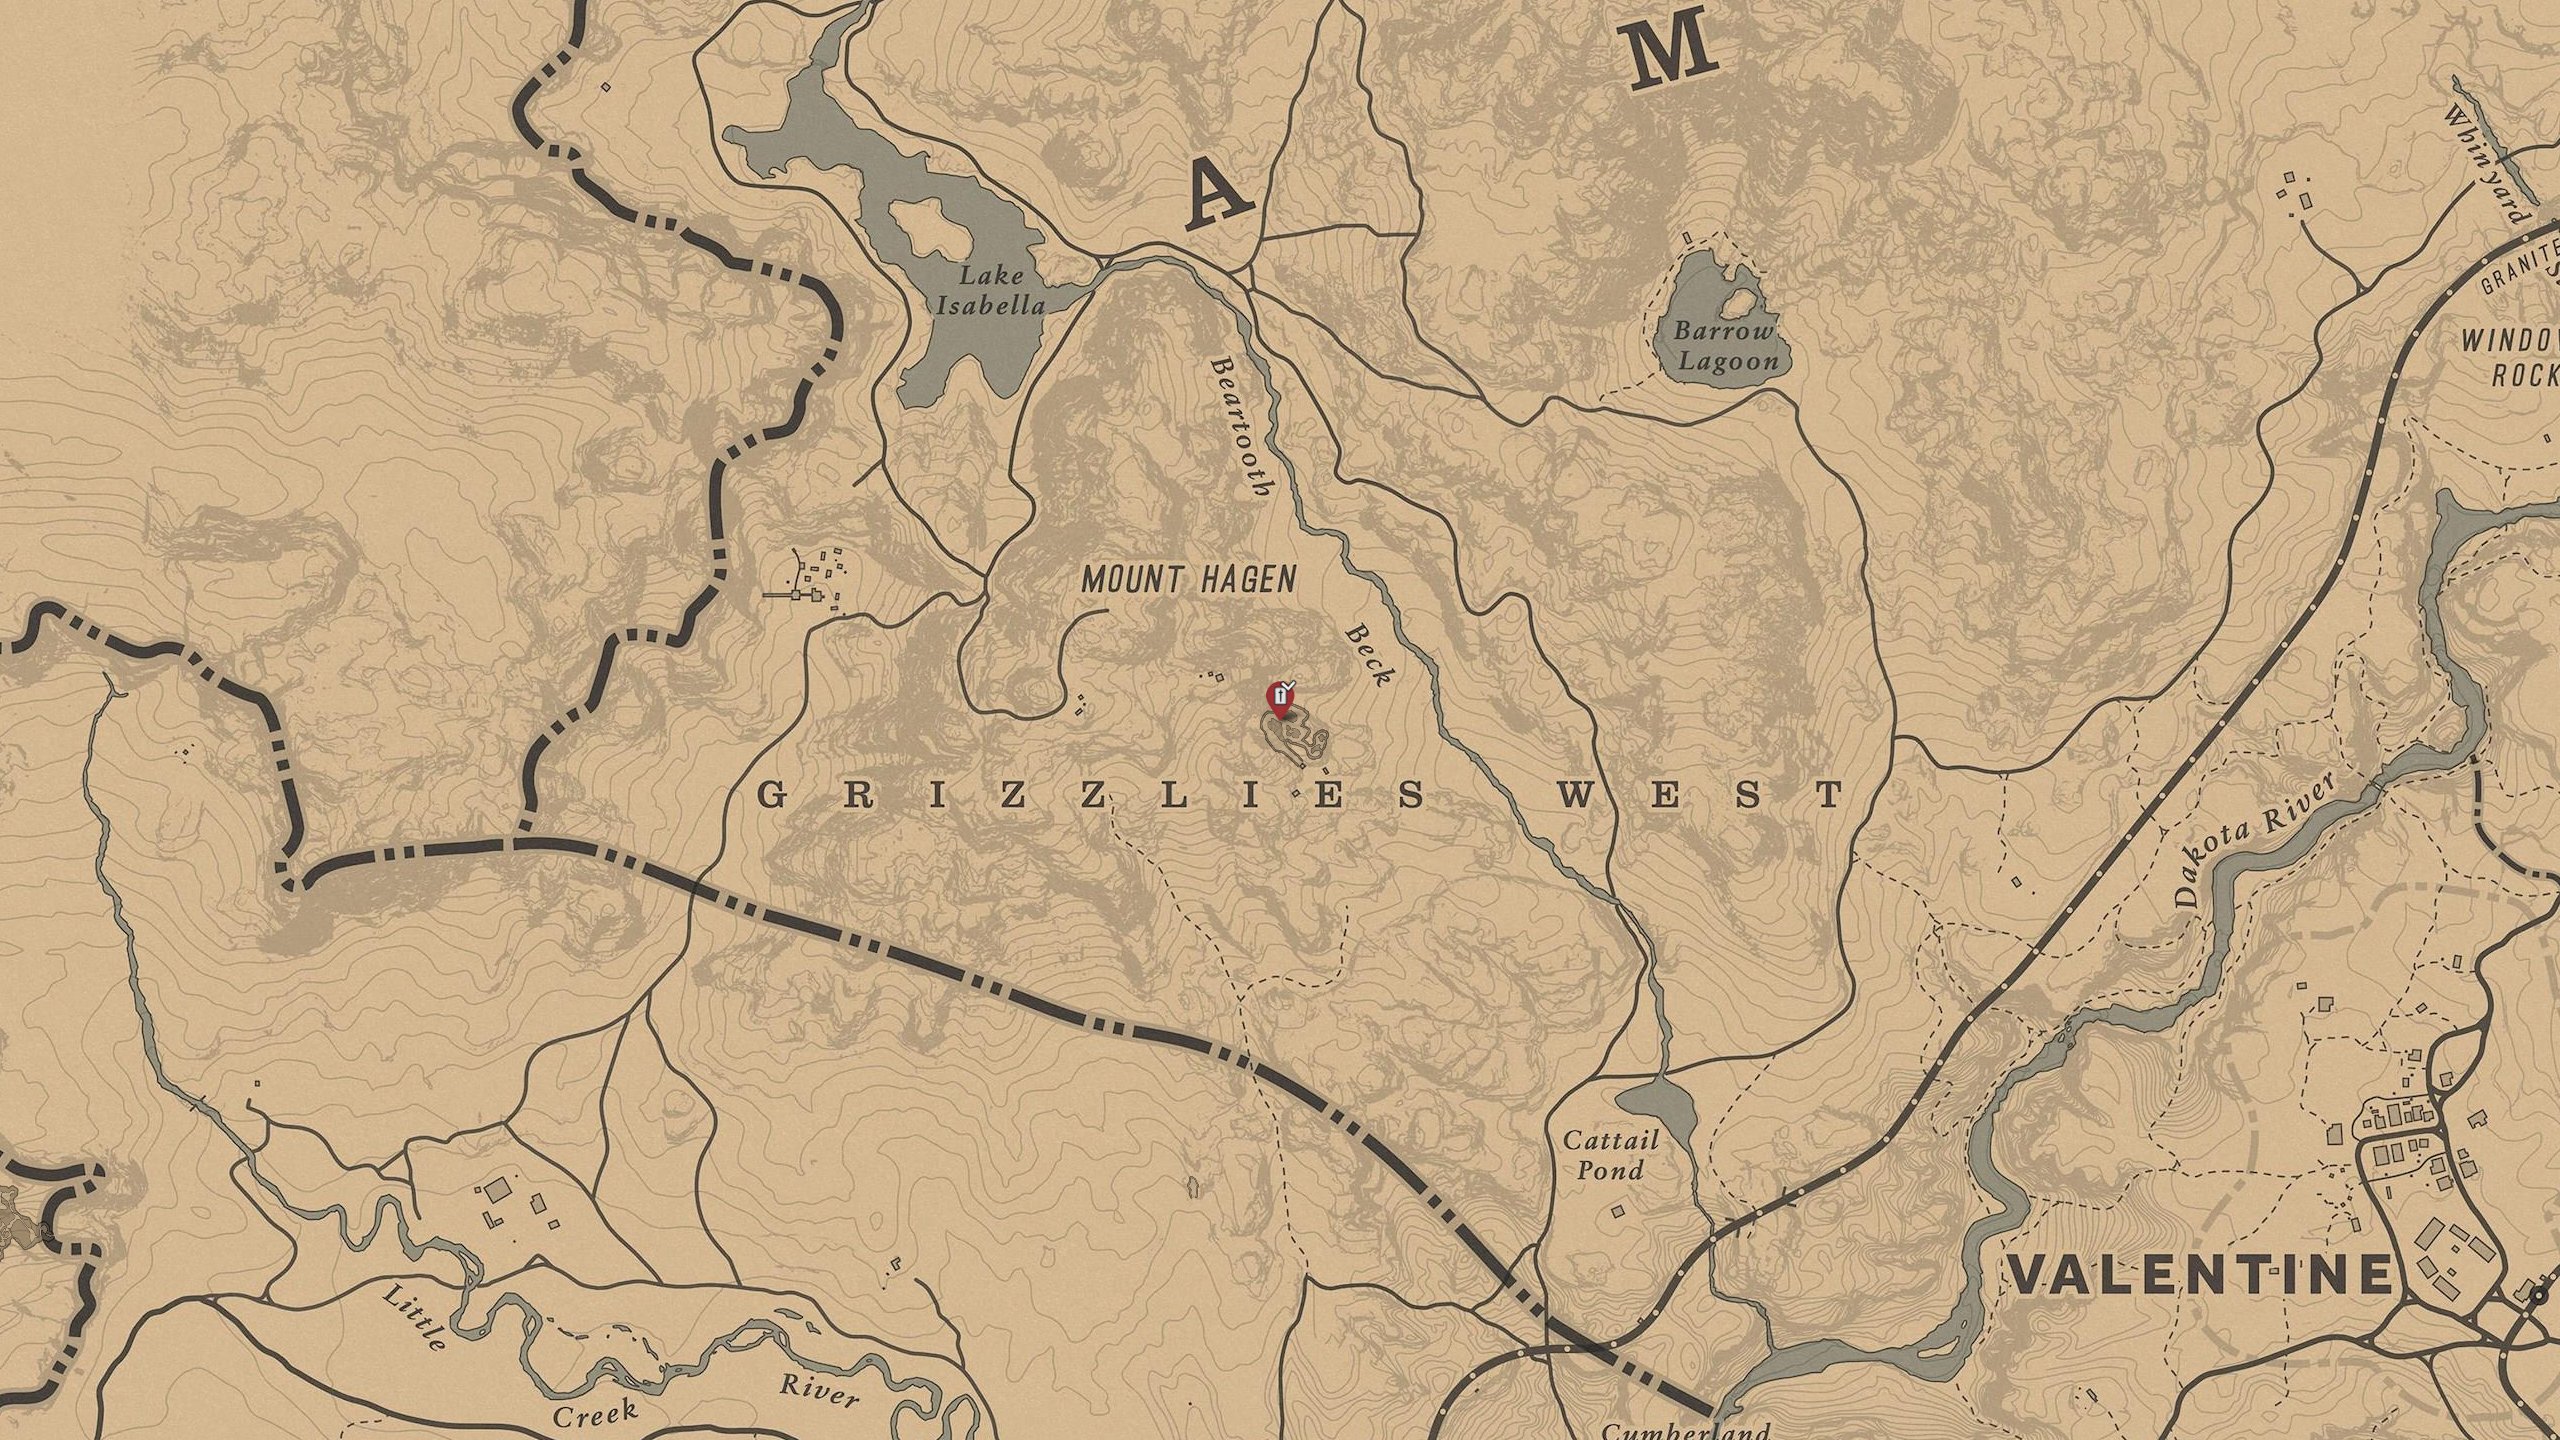 M
A
Whinyard
GRANITE
Lake
Isabella
Barrow
Lagoon
WINDO
ROCK
Beartooth
Beck
MOUNT HAGEN
GRIZZLIES WEST
Dakota River
Cattail
Pond
VALENTINE
Little
Creek
River
Cumberland